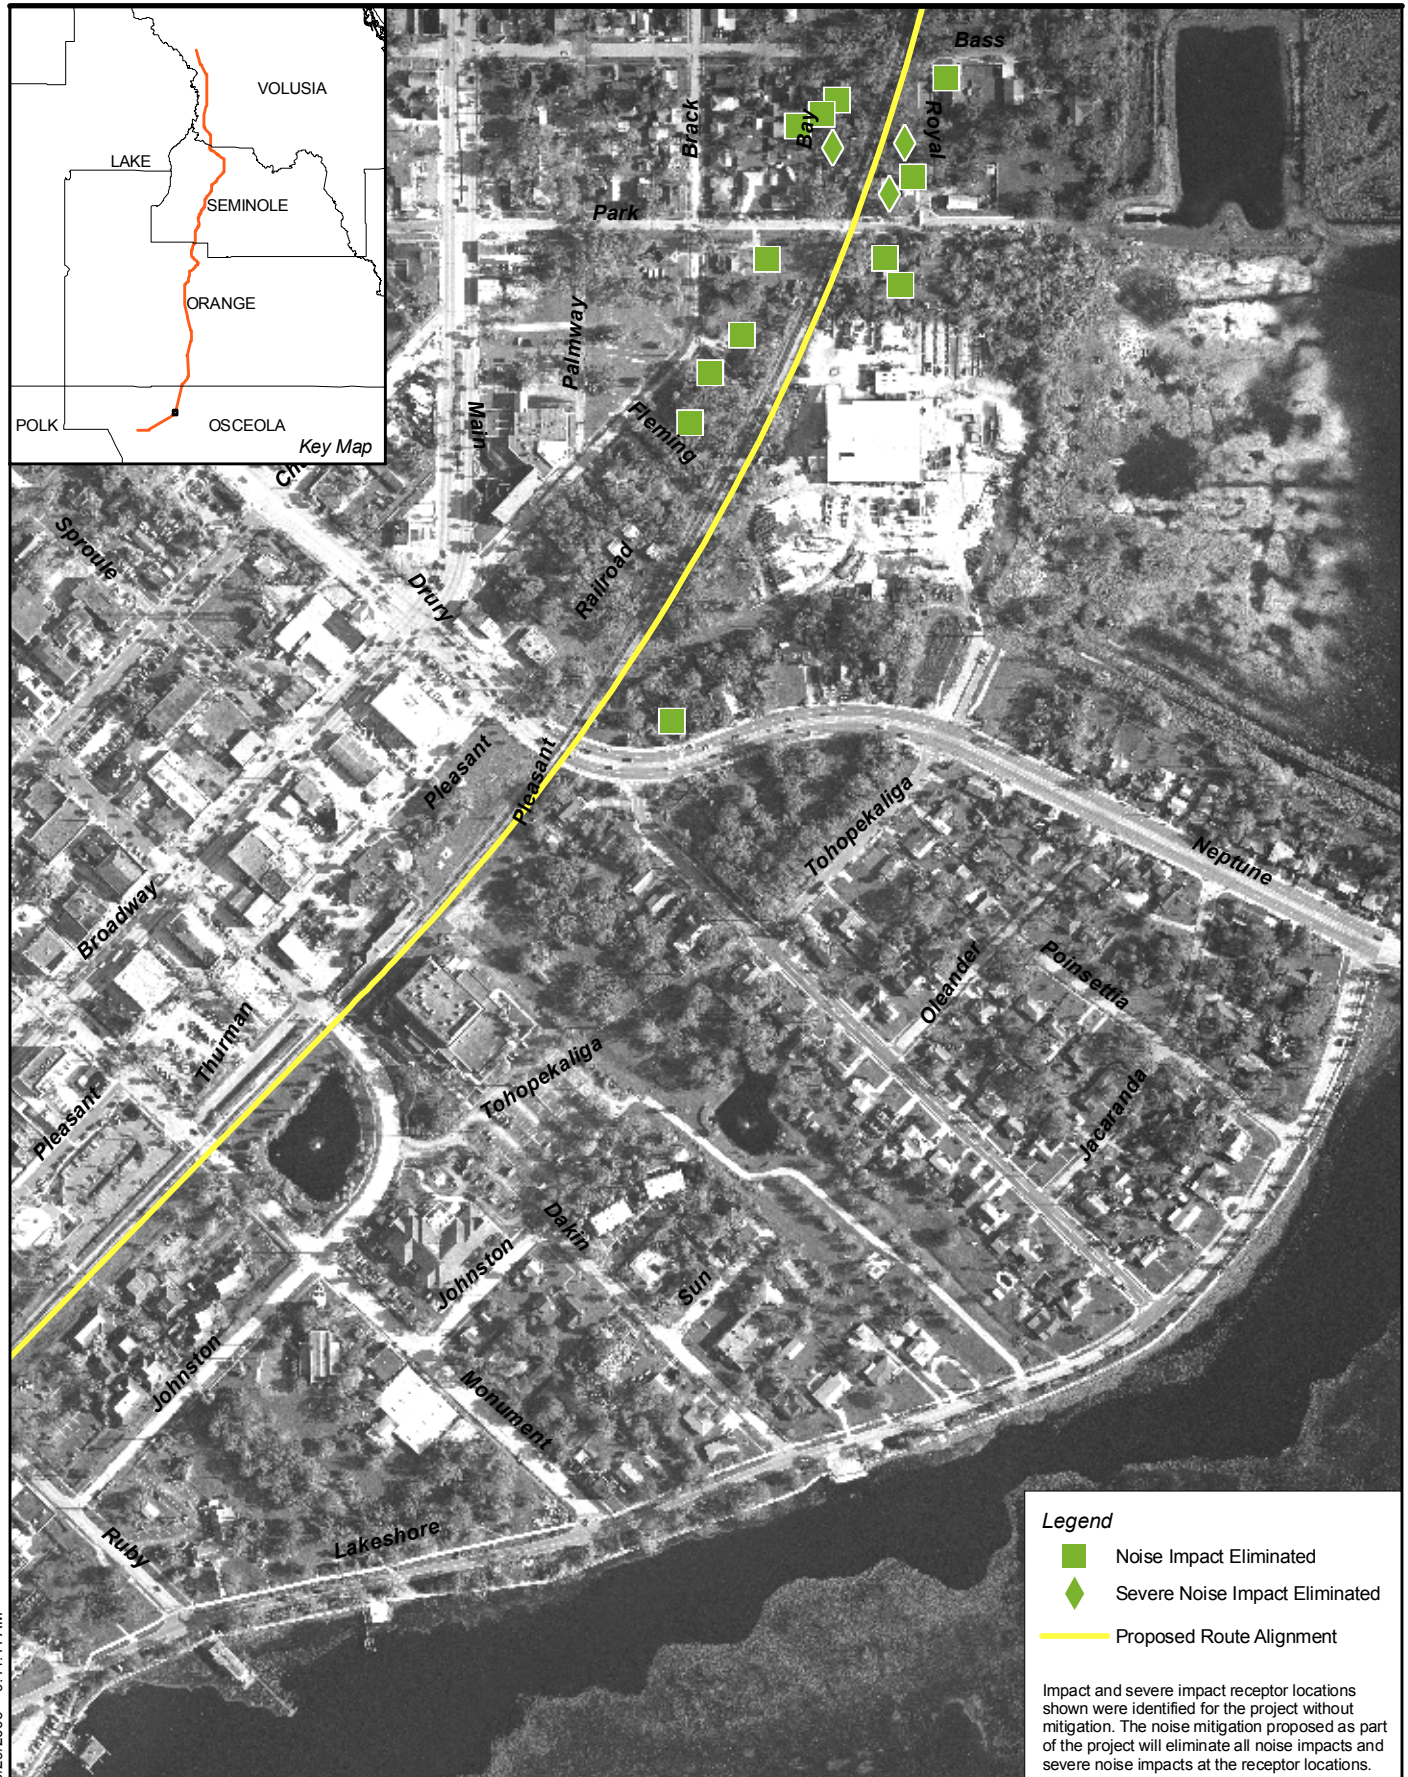 VOLUSIA
LAKE
SEMINOLE
ORANGE
POLK
OSCEOLA
Key Map
Bass
Brack
Bay
Royal
Park
Palmway
Main
Fleming
Sproule
Drury
Railroad
Pleasant
Pleasant
Tohopekaliga
Neptune
Broadway
Oleander
Poinsettia
Thurman
Tohopekaliga
Pleasant
Jacaranda
Dakin
Johnston
Sun
Johnston
Monument
Ruby
Lakeshore
Legend
Noise Impact Eliminated
Severe Noise Impact Eliminated
Proposed Route Alignment
Impact and severe impact receptor locations
shown were identified for the project without
mitigation. The noise mitigation proposed as part
of the project will eliminate all noise impacts and
severe noise impacts at the receptor locations.